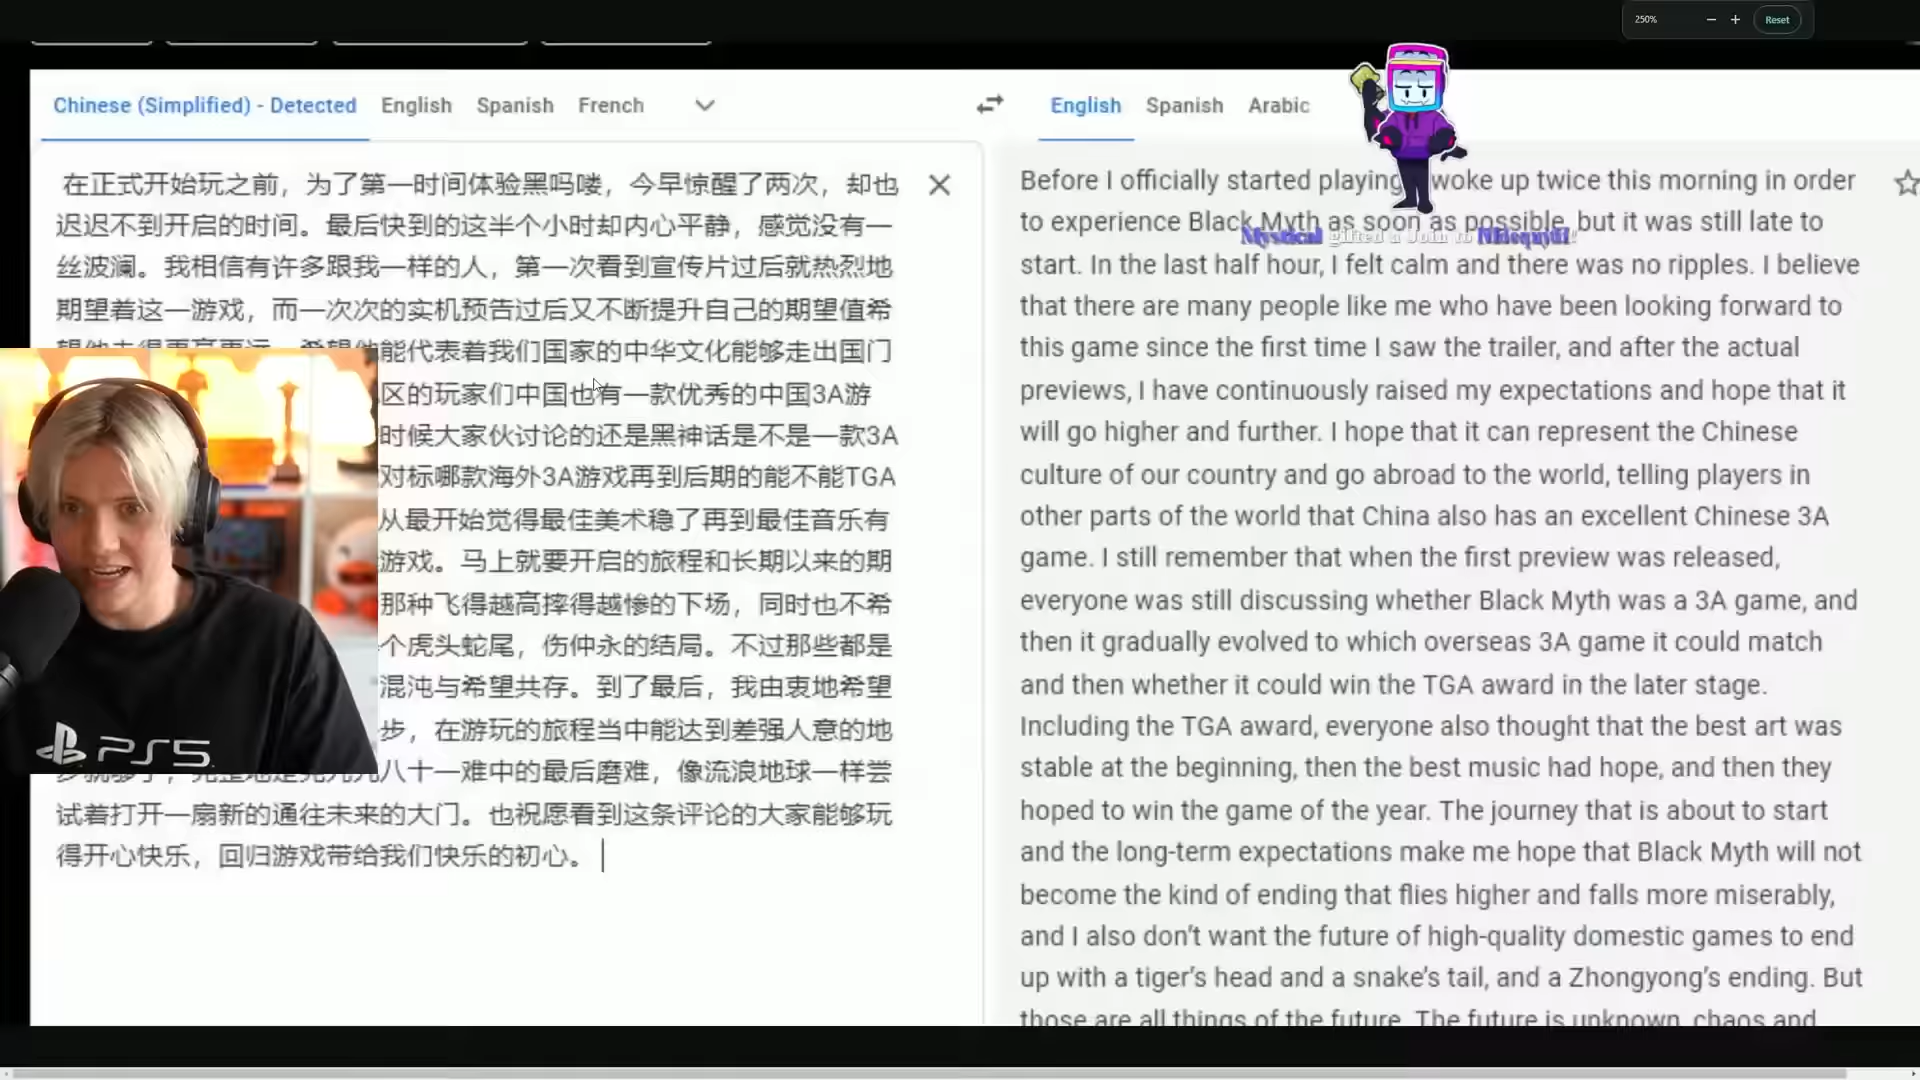 250%
Reset
Chinese (Simplified) - Detected English Spanish French
English Spanish Arabic
在正式开始玩之前，为了第一时间体验黑吗喽，今早惊醒了两次，却也
迟迟不到开启的时间。最后快到的这半个小时却内心平静，感觉没有一
丝波澜。我相信有许多跟我一样的人，第一次看到宣传片过后就热烈地
期望着这一游戏，而一次次的实机预告过后又不断提升自己的期望值希
能代表着我们国家的中华文化能够走出国门
区的玩家们中国也有一款优秀的中国3A游
时候大家伙讨论的还是黑神话是不是一款3A
对标哪款海外3A游戏再到后期的能不能TGA
从最开始觉得最佳美术稳了再到最佳音乐有
游戏。马上就要开启的旅程和长期以来的期
那种飞得越高摔得越惨的下场，同时也不希
个虎头蛇尾，伤仲永的结局。不过那些都是
混沌与希望共存。到了最后，我由衷地希望
步，在游玩的旅程当中能达到差强人意的地
八十一难中的最后磨难，像流浪地球一样尝
试着打开一扇新的通往未来的大门。也祝愿看到这条评论的大家能够玩
得开心快乐，回归游戏带给我们快乐的初心。
Before I officially started playing woke up twice this morning in order
to experience Black Myth as soon as possible, but it was still late to
Mystical gifted a Join to
start. In the last half hour, I felt calm and there was no ripples. I believe
that there are many people like me who have been looking forward to
this game since the first time I saw the trailer, and after the actual
previews, I have continuously raised my expectations and hope that it
will go higher and further. I hope that it can represent the Chinese
culture of our country and go abroad to the world, telling players in
other parts of the world that China also has an excellent Chinese 3A
game. I still remember that when the first preview was released,
everyone was still discussing whether Black Myth was a 3A game, and
then it gradually evolved to which overseas 3A game it could match
and then whether it could win the TGA award in the later stage.
Including the TGA award, everyone also thought that the best art was
stable at the beginning, then the best music had hope, and then they
hoped to win the game of the year. The journey that is about to start
and the long-term expectations make me hope that Black Myth will not
become the kind of ending that flies higher and falls more miserably,
and I also don't want the future of high-quality domestic games to end
up with a tiger's head and a snake's tail, and a Zhongyong's ending. But
those are all things of the future. The future is unknown, chaos and
PS5